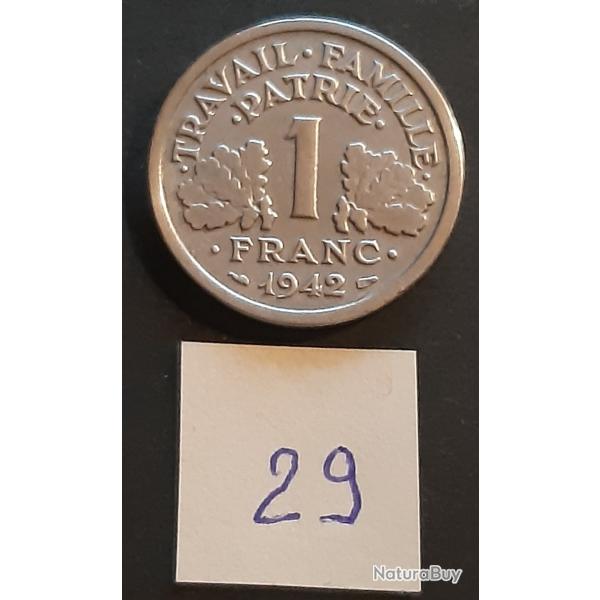 ·TRAVAIL·FAMILLE·
·PATRIE·
1
·FRANC·
1942
29
NaturaBuy